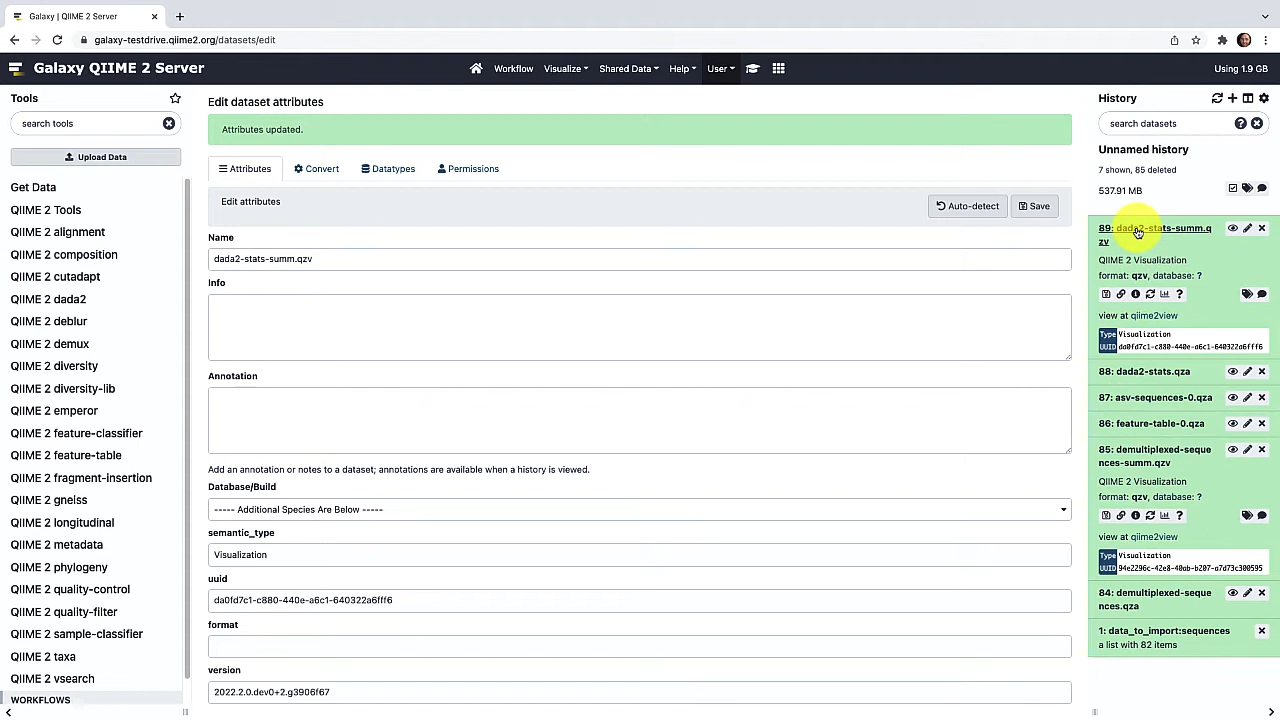 Galaxy | QIIME 2 Server
galaxy-testdrive.qiime2.org/datasets/edit
Galaxy QIIME 2 Server
Workflow Visualize Shared Data Help User
Using 1.9 GB
Tools
search tools
Upload Data
Get Data
QIIME 2 Tools
QIIME 2 alignment
QIIME 2 composition
QIIME 2 cutadapt
QIIME 2 dada2
QIIME 2 deblur
QIIME 2 demux
QIIME 2 diversity
QIIME 2 diversity-lib
QIIME 2 emperor
QIIME 2 feature-classifier
QIIME 2 feature-table
QIIME 2 fragment-insertion
QIIME 2 gneiss
QIIME 2 longitudinal
QIIME 2 metadata
QIIME 2 phylogeny
QIIME 2 quality-control
QIIME 2 quality-filter
QIIME 2 sample-classifier
QIIME 2 taxa
QIIME 2 vsearch
WORKFLOWS
Edit dataset attributes
Attributes updated.
Attributes Convert Datatypes Permissions
Edit attributes
Auto-detect Save
Name
dada2-stats-summ.qzv
Info
Annotation
Add an annotation or notes to a dataset; annotations are available when a history is viewed.
Database/Build
----- Additional Species Are Below -----
semantic_type
Visualization
uuid
da0fd7c1-c880-440e-a6c1-640322a6fff6
format
version
2022.2.0.dev0+2.g3906f67
History
search datasets
Unnamed history
7 shown, 85 deleted
537.91 MB
89: dada2-stats-summ.q
zv
QIIME 2 Visualization
format: qzv, database: ?
view at qiime2view
Type Visualization
UUID da0fd7c1-c880-440e-a6c1-640322a6fff6
88: dada2-stats.qza
87: asv-sequences-0.qza
86: feature-table-0.qza
85: demultiplexed-seque
nces-summ.qzv
QIIME 2 Visualization
format: qzv, database: ?
view at qiime2view
Type Visualization
UUID 94e2296c-42e8-40ab-b207-a7d73c300595
84: demultiplexed-seque
nces.qza
1: data_to_import:sequences
a list with 82 items